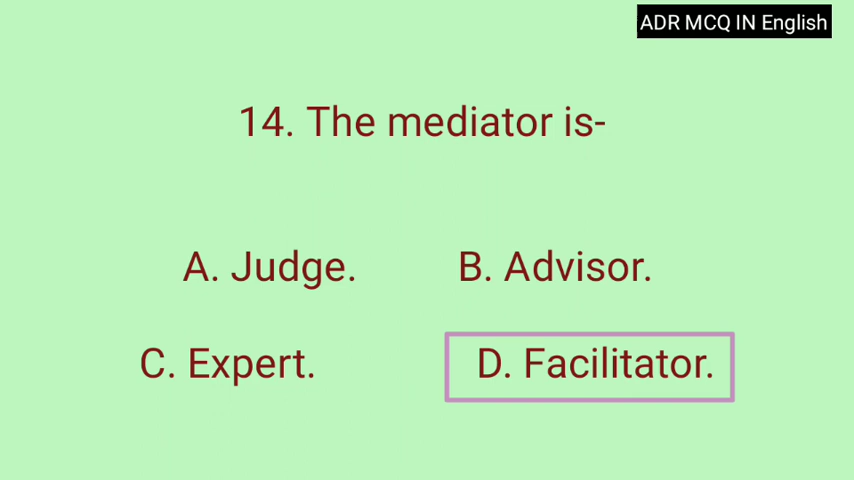 ADR MCQ IN English
14. The mediator is-
A. Judge.
B. Advisor.
C. Expert.
D. Facilitator.